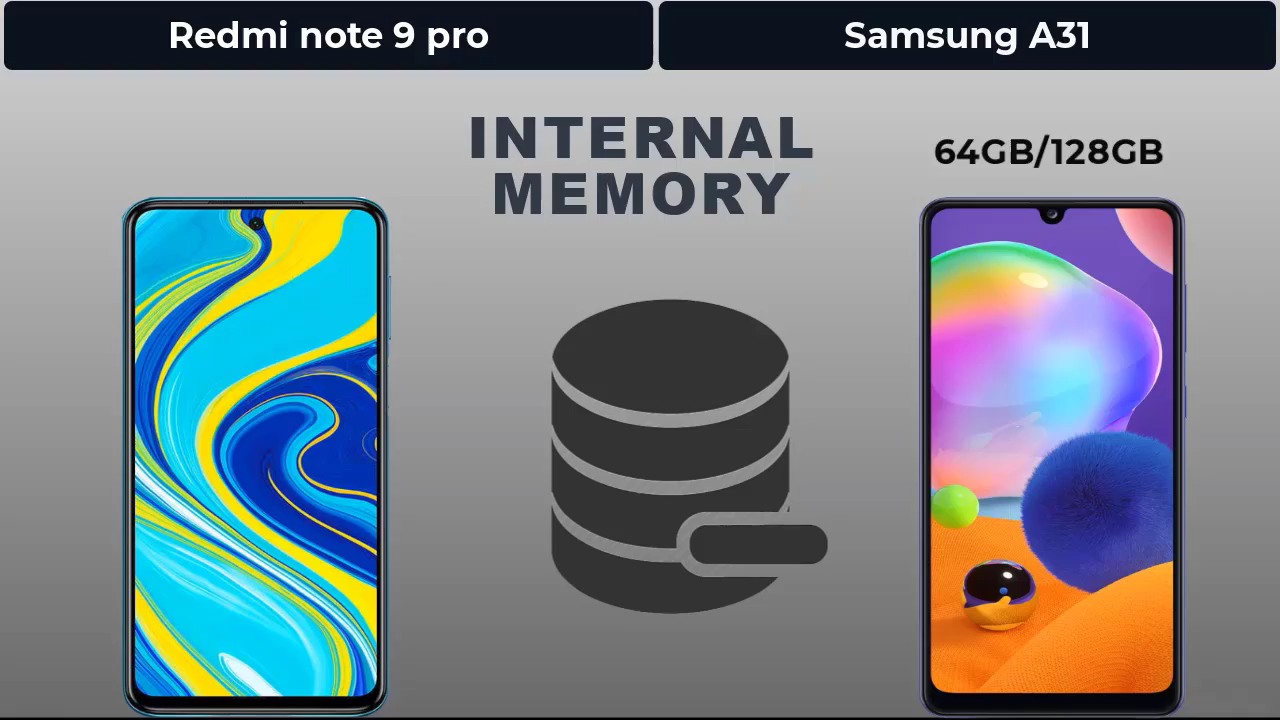 Redmi note 9 pro
Samsung A31
INTERNAL
MEMORY
64GB/128GB